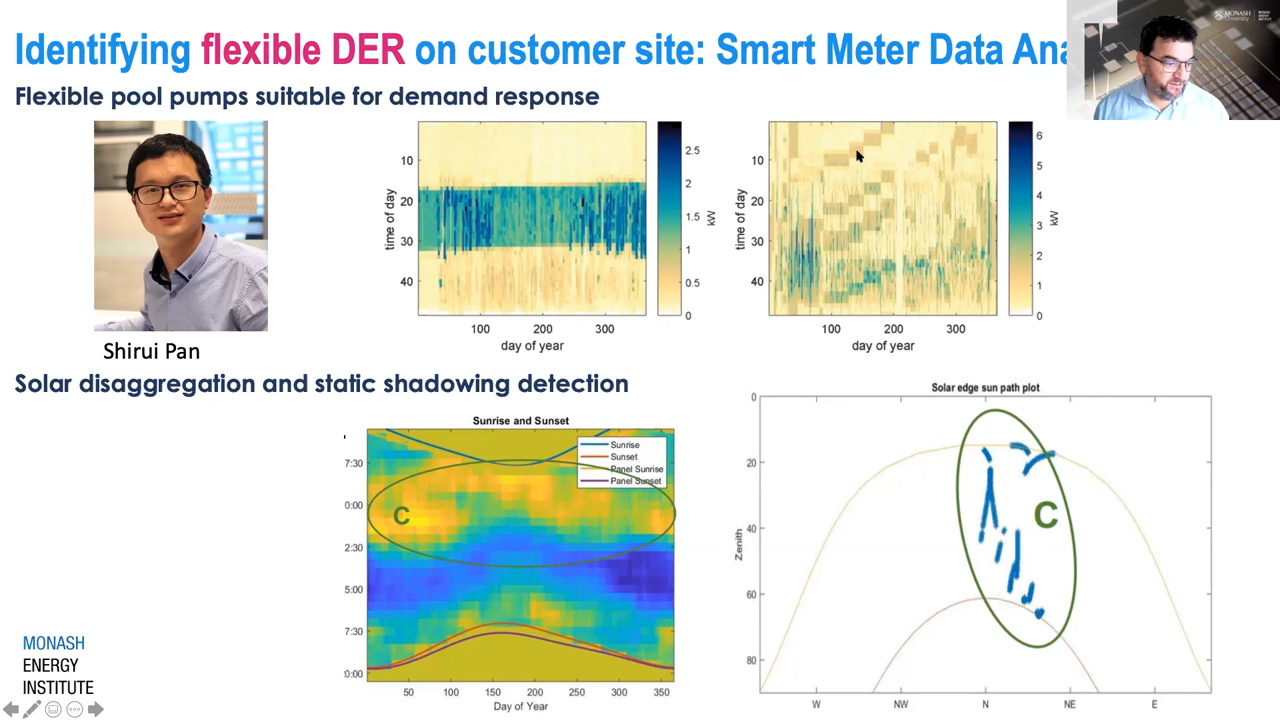 Identifying flexible DER on customer site: Smart Meter Data Ana
MONASH University
MONASH ENERGY INSTITUTE
Flexible pool pumps suitable for demand response
10
20
30
40
time of day
100
200
300
day of year
2.5
2
1.5
1
0.5
0
kW
10
20
30
40
time of day
100
200
300
day of year
6
5
4
3
2
1
0
kW
Shirui Pan
Solar disaggregation and static shadowing detection
Sunrise and Sunset
Sunrise
Sunset
Panel Sunrise
Panel Sunset
7:30
0:00
2:30
5:00
7:30
0:00
C
50
100
150
200
250
300
350
Day of Year
Solar edge sun path plot
0
20
40
60
80
Zenith
C
W
NW
N
NE
E
MONASH
ENERGY
INSTITUTE